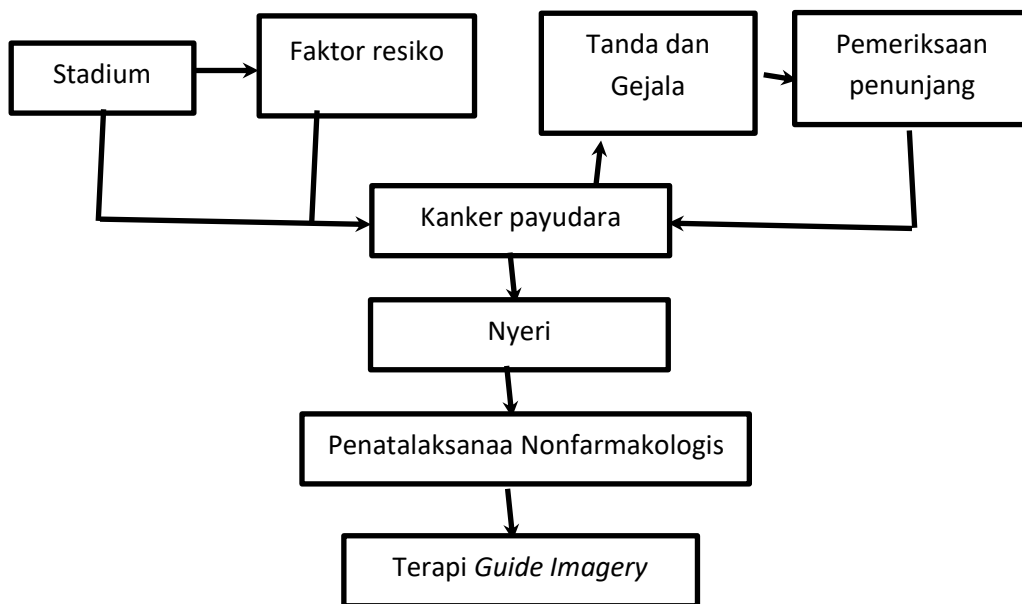 Stadium
Faktor resiko
Tanda dan
Gejala
Pemeriksaan
penunjang
Kanker payudara
Nyeri
Penatalaksanaa Nonfarmakologis
Terapi Guide Imagery